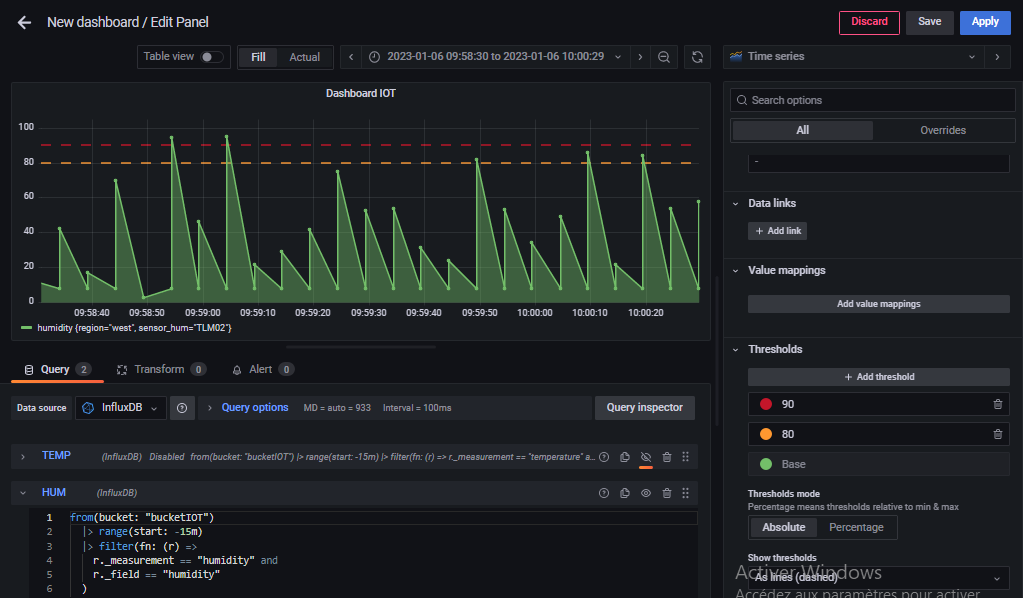 New dashboard / Edit Panel
Discard
Save
Apply
Table view
Fill
Actual
2023-01-06 09:58:30 to 2023-01-06 10:00:29
Time series
Dashboard IOT
100
80
60
40
20
0
09:58:40
09:58:50
09:59:00
09:59:10
09:59:20
09:59:30
09:59:40
09:59:50
10:00:00
10:00:10
10:00:20
humidity {region="west", sensor_hum="TLM02"}
Query 2
Transform 0
Alert 0
Data source
InfluxDB
Query options
MD = auto = 933
Interval = 100ms
Query inspector
TEMP (InfluxDB) Disabled from(bucket: "bucketIOT") |> range(start: -15m) |> filter(fn: (r) => r._measurement == "temperature" a...
HUM (InfluxDB)
1 from(bucket: "bucketIOT")
2 |> range(start: -15m)
3 |> filter(fn: (r) =>
4 r._measurement == "humidity" and
5 r._field == "humidity"
6 )
Search options
All
Overrides
-
Data links
+ Add link
Value mappings
Add value mappings
Thresholds
+ Add threshold
90
80
Base
Thresholds mode
Percentage means thresholds relative to min & max
Absolute
Percentage
Show thresholds
As lines (dashed)
Activer Windows
Accédez aux paramètres pour activer